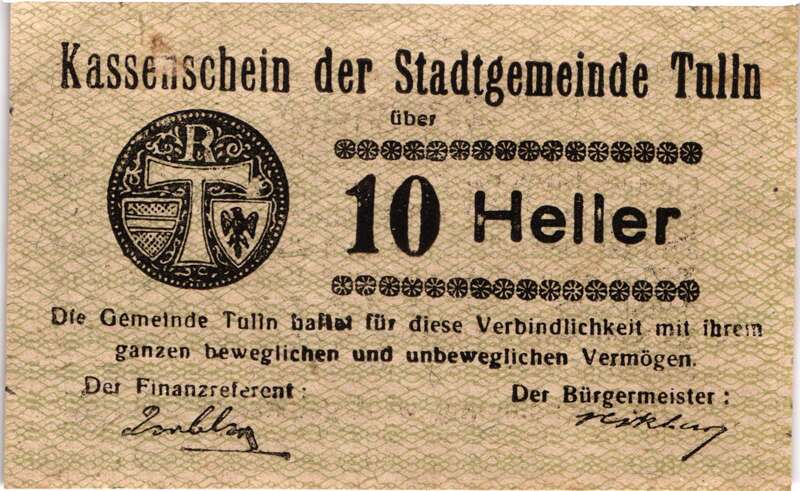 Kassenschein der Stadtgemeinde Tulln
über
R
T
10 Heller
Die Gemeinde Tulln haftet für diese Verbindlichkeit mit ihrem
ganzen beweglichen und unbeweglichen Vermögen.
Der Finanzreferent:
Der Bürgermeister: